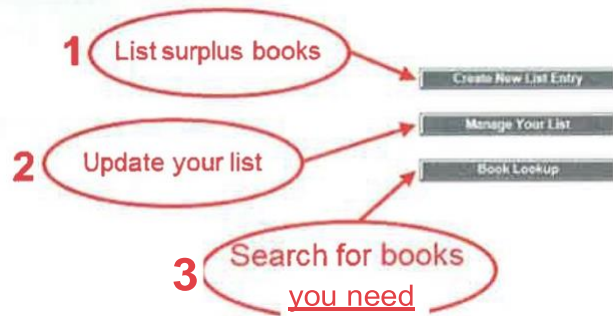 1 List surplus books
Create New List Entry
2 Update your list
Manage Your List
Book Lookup
3 Search for books
you need